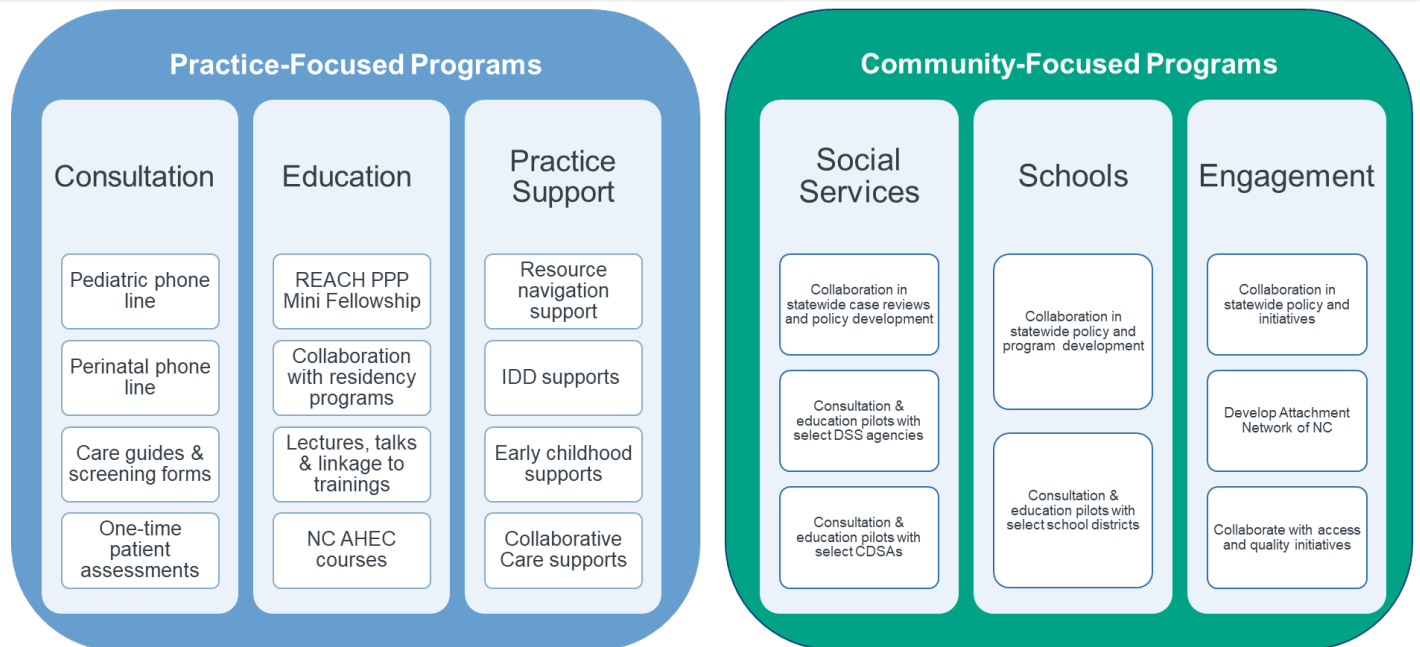 Practice-Focused Programs
Consultation
Pediatric phone
line
Perinatal phone
line
Care guides &
screening forms
One-time
patient
assessments
Education
REACH PPP
Mini Fellowship
Collaboration
with residency
programs
Lectures, talks
& linkage to
trainings
NC AHEC
courses
Practice
Support
Resource
navigation
support
IDD supports
Early childhood
supports
Collaborative
Care supports
Community-Focused Programs
Social
Services
Collaboration in
statewide case reviews
and policy development
Consultation &
education pilots with
select DSS agencies
Consultation &
education pilots with
select CDSAs
Schools
Collaboration in
statewide policy and
program development
Consultation &
education pilots with
select school districts
Engagement
Collaboration in
statewide policy and
initiatives
Develop Attachment
Network of NC
Collaborate with access
and quality initiatives